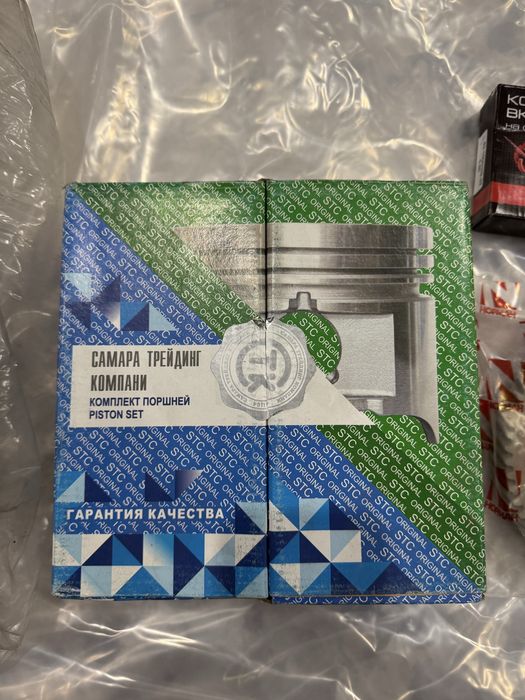 САМАРА ТРЕЙДИНГ
КОМПАНИ
КОМПЛЕКТ ПОРШНЕЙ
PISTON SET
ГАРАНТИЯ КАЧЕСТВА
STC ORIGINAL